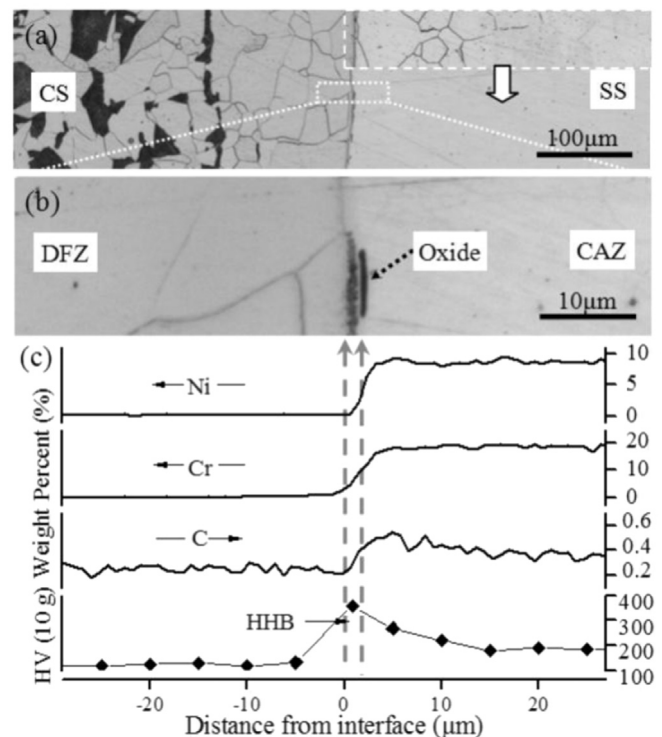 (a)
CS
SS
100μm
(b)
DFZ
Oxide
CAZ
10μm
(c)
Weight Percent (%)
HV (10 g)
Ni
10
5
0
Cr
20
10
0
C
0.6
0.4
0.2
HHB
400
300
200
100
-20 -10 0 10 20
Distance from interface (μm)